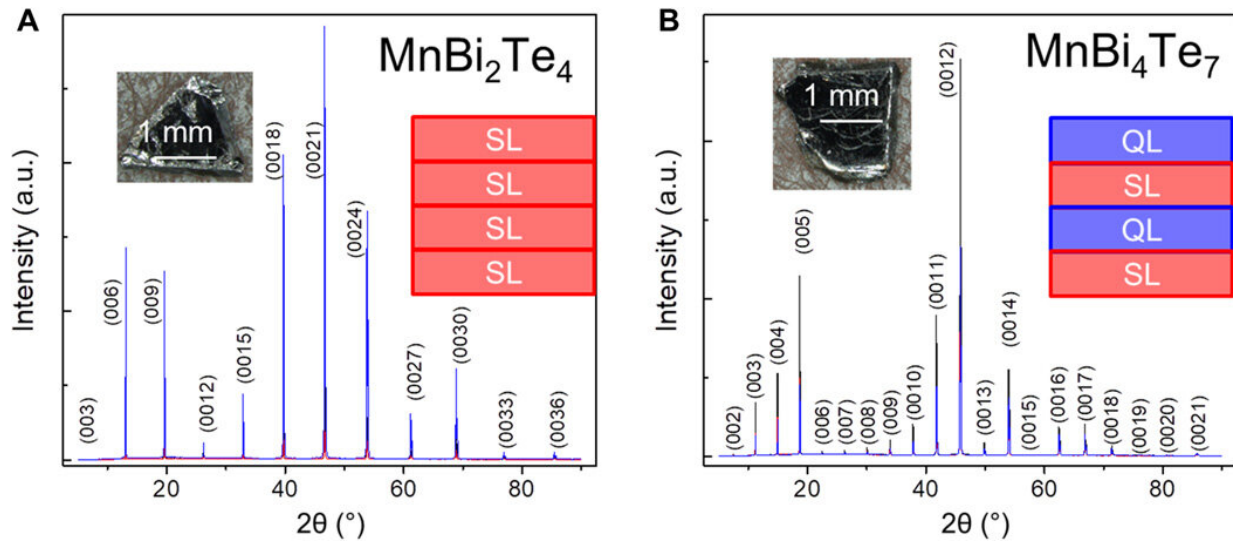 A
MnBi₂Te₄
1 mm
SL
SL
SL
SL
(003)
(006)
(009)
(0012)
(0015)
(0018)
(0021)
(0024)
(0027)
(0030)
(0033)
(0036)
Intensity (a.u.)
20
40
60
80
2θ (°)
B
MnBi₄Te₇
1 mm
QL
SL
QL
SL
(002)
(003)
(004)
(005)
(006)
(007)
(008)
(009)
(0010)
(0011)
(0012)
(0013)
(0014)
(0015)
(0016)
(0017)
(0018)
(0019)
(0020)
(0021)
Intensity (a.u.)
20
40
60
80
2θ (°)